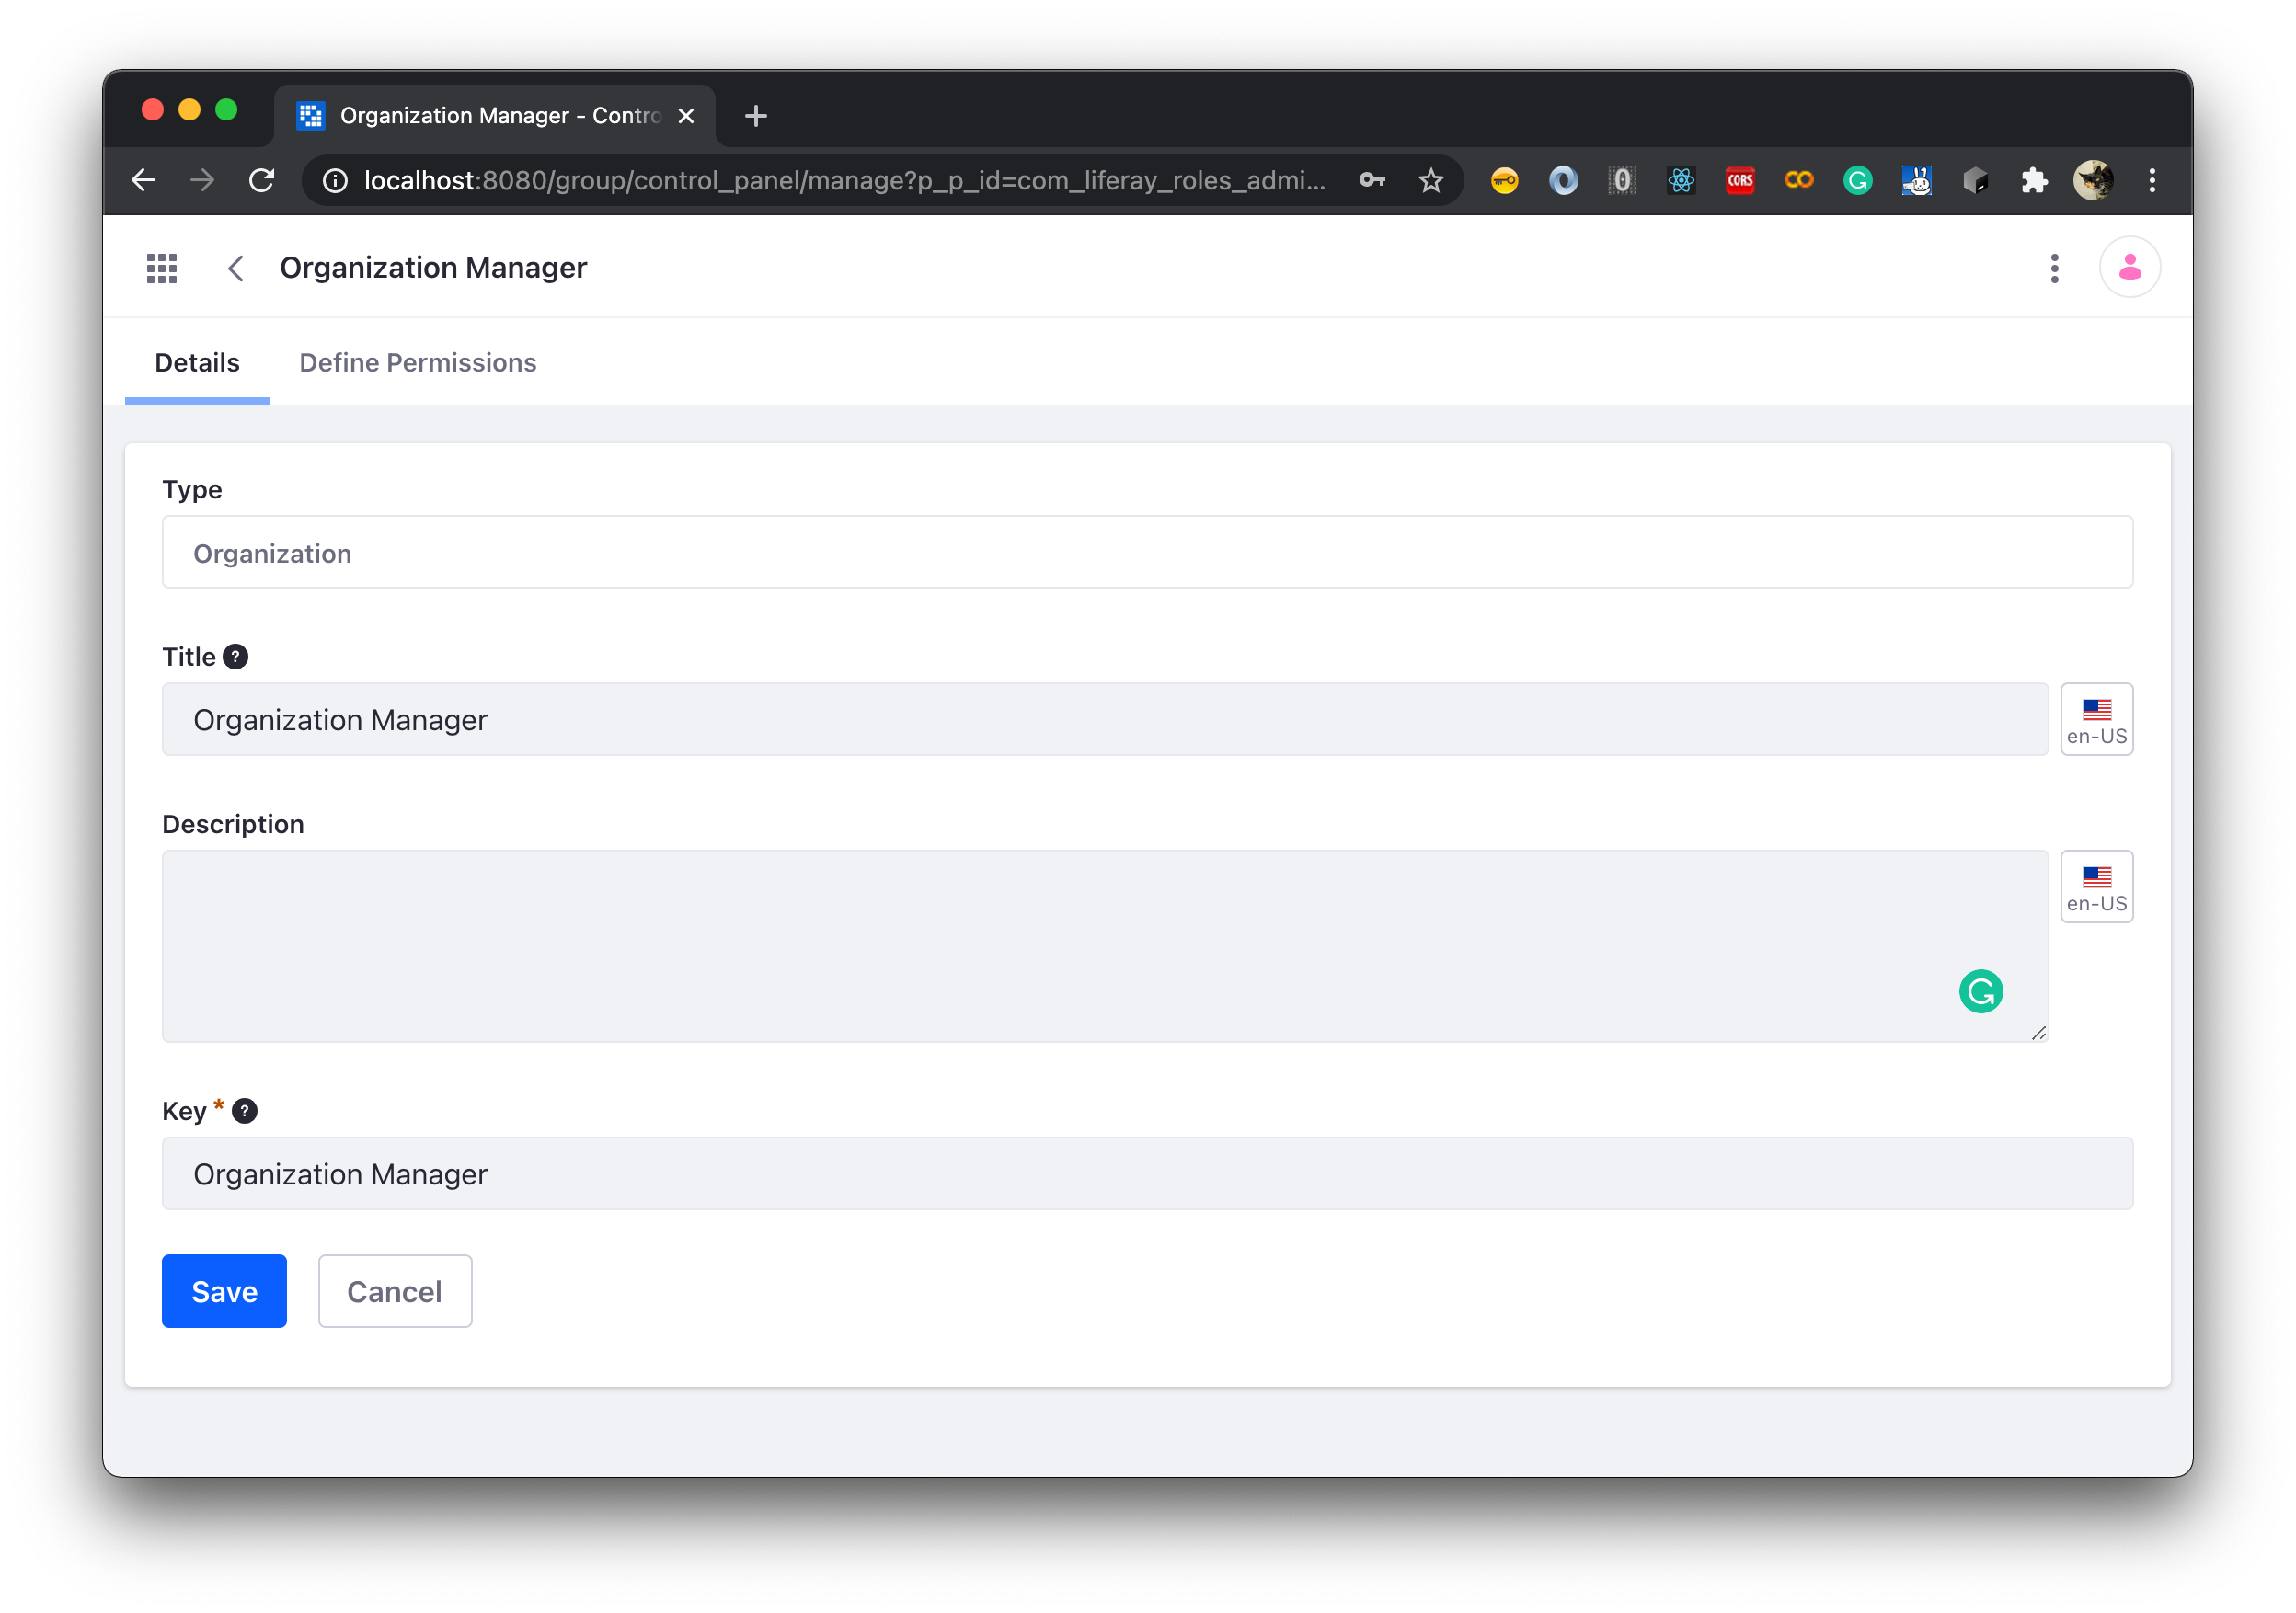 Organization Manager - Contro
localhost:8080/group/control_panel/manage?p_p_id=com_liferay_roles_admi...
CORS
Organization Manager
Details
Define Permissions
Type
Organization
Title ?
Organization Manager
en-US
Description
en-US
Key * ?
Organization Manager
Save
Cancel